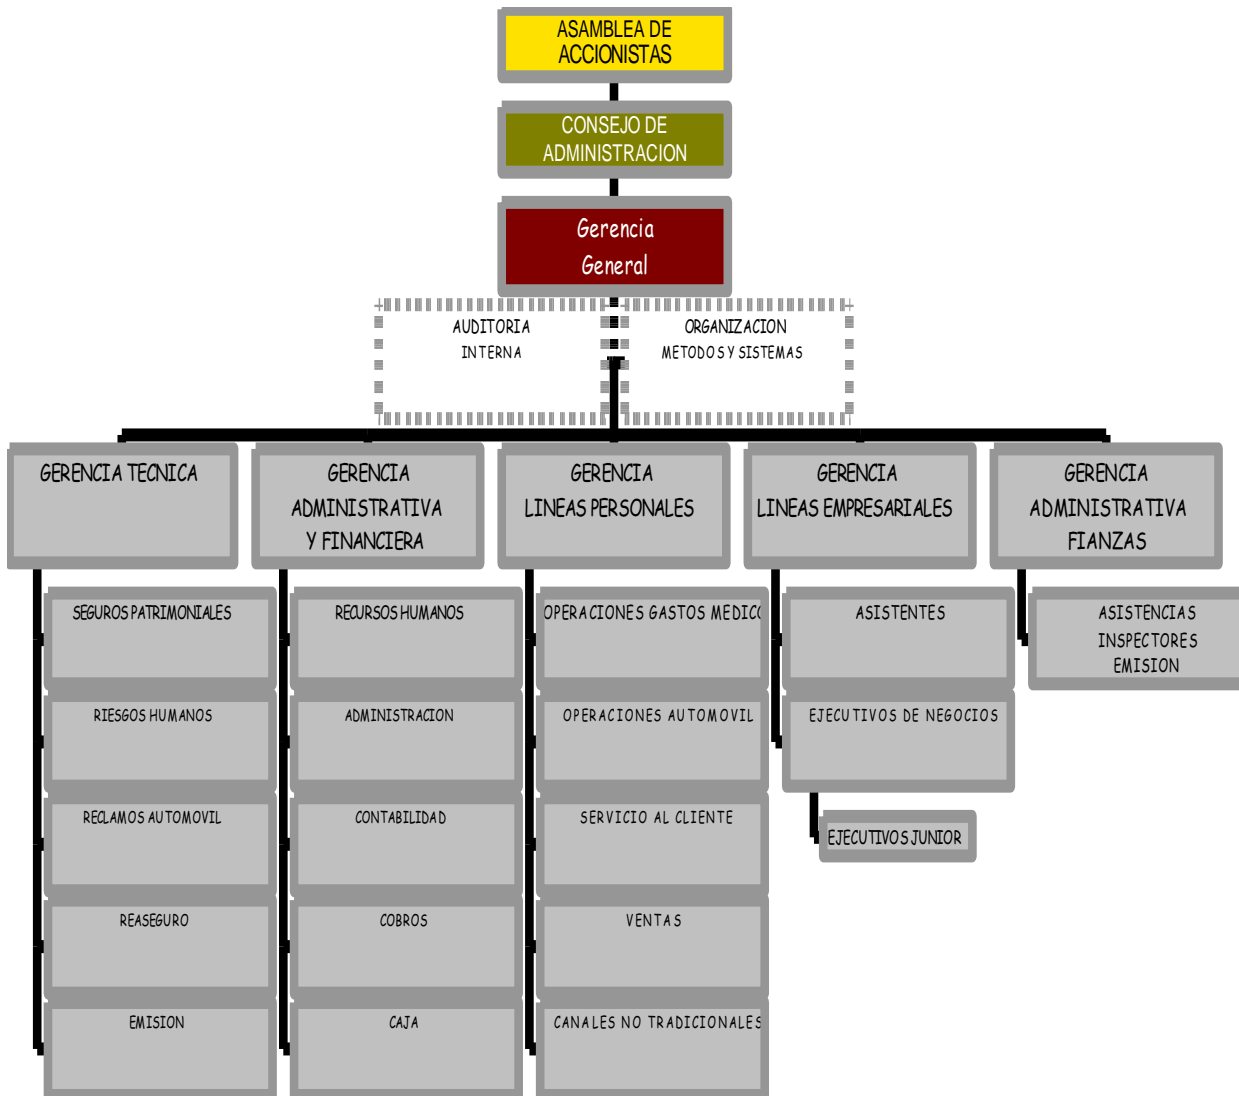 ASAMBLEA DE
ACCIONISTAS
CONSEJO DE
ADMINISTRACION
Gerencia
General
AUDITORIA
INTERNA
ORGANIZACION
METODOS Y SISTEMAS
GERENCIA TECNICA
GERENCIA
ADMINISTRATIVA
Y FINANCIERA
GERENCIA
LINEAS PERSONALES
GERENCIA
LINEAS EMPRESARIALES
GERENCIA
ADMINISTRATIVA
FIANZAS
SEGUROS PATRIMONIALES
RIESGOS HUMANOS
RECLAMOS AUTOMOVIL
REASEGURO
EMISION
RECURSOS HUMANOS
ADMINISTRACION
CONTABILIDAD
COBROS
CAJA
OPERACIONES GASTOS MEDICO
OPERACIONES AUTOMOVIL
SERVICIO AL CLIENTE
VENTAS
CANALES NO TRADICIONALES
ASISTENTES
EJECUTIVOS DE NEGOCIOS
EJECUTIVOS JUNIOR
ASISTENCIAS
INSPECTORES
EMISION